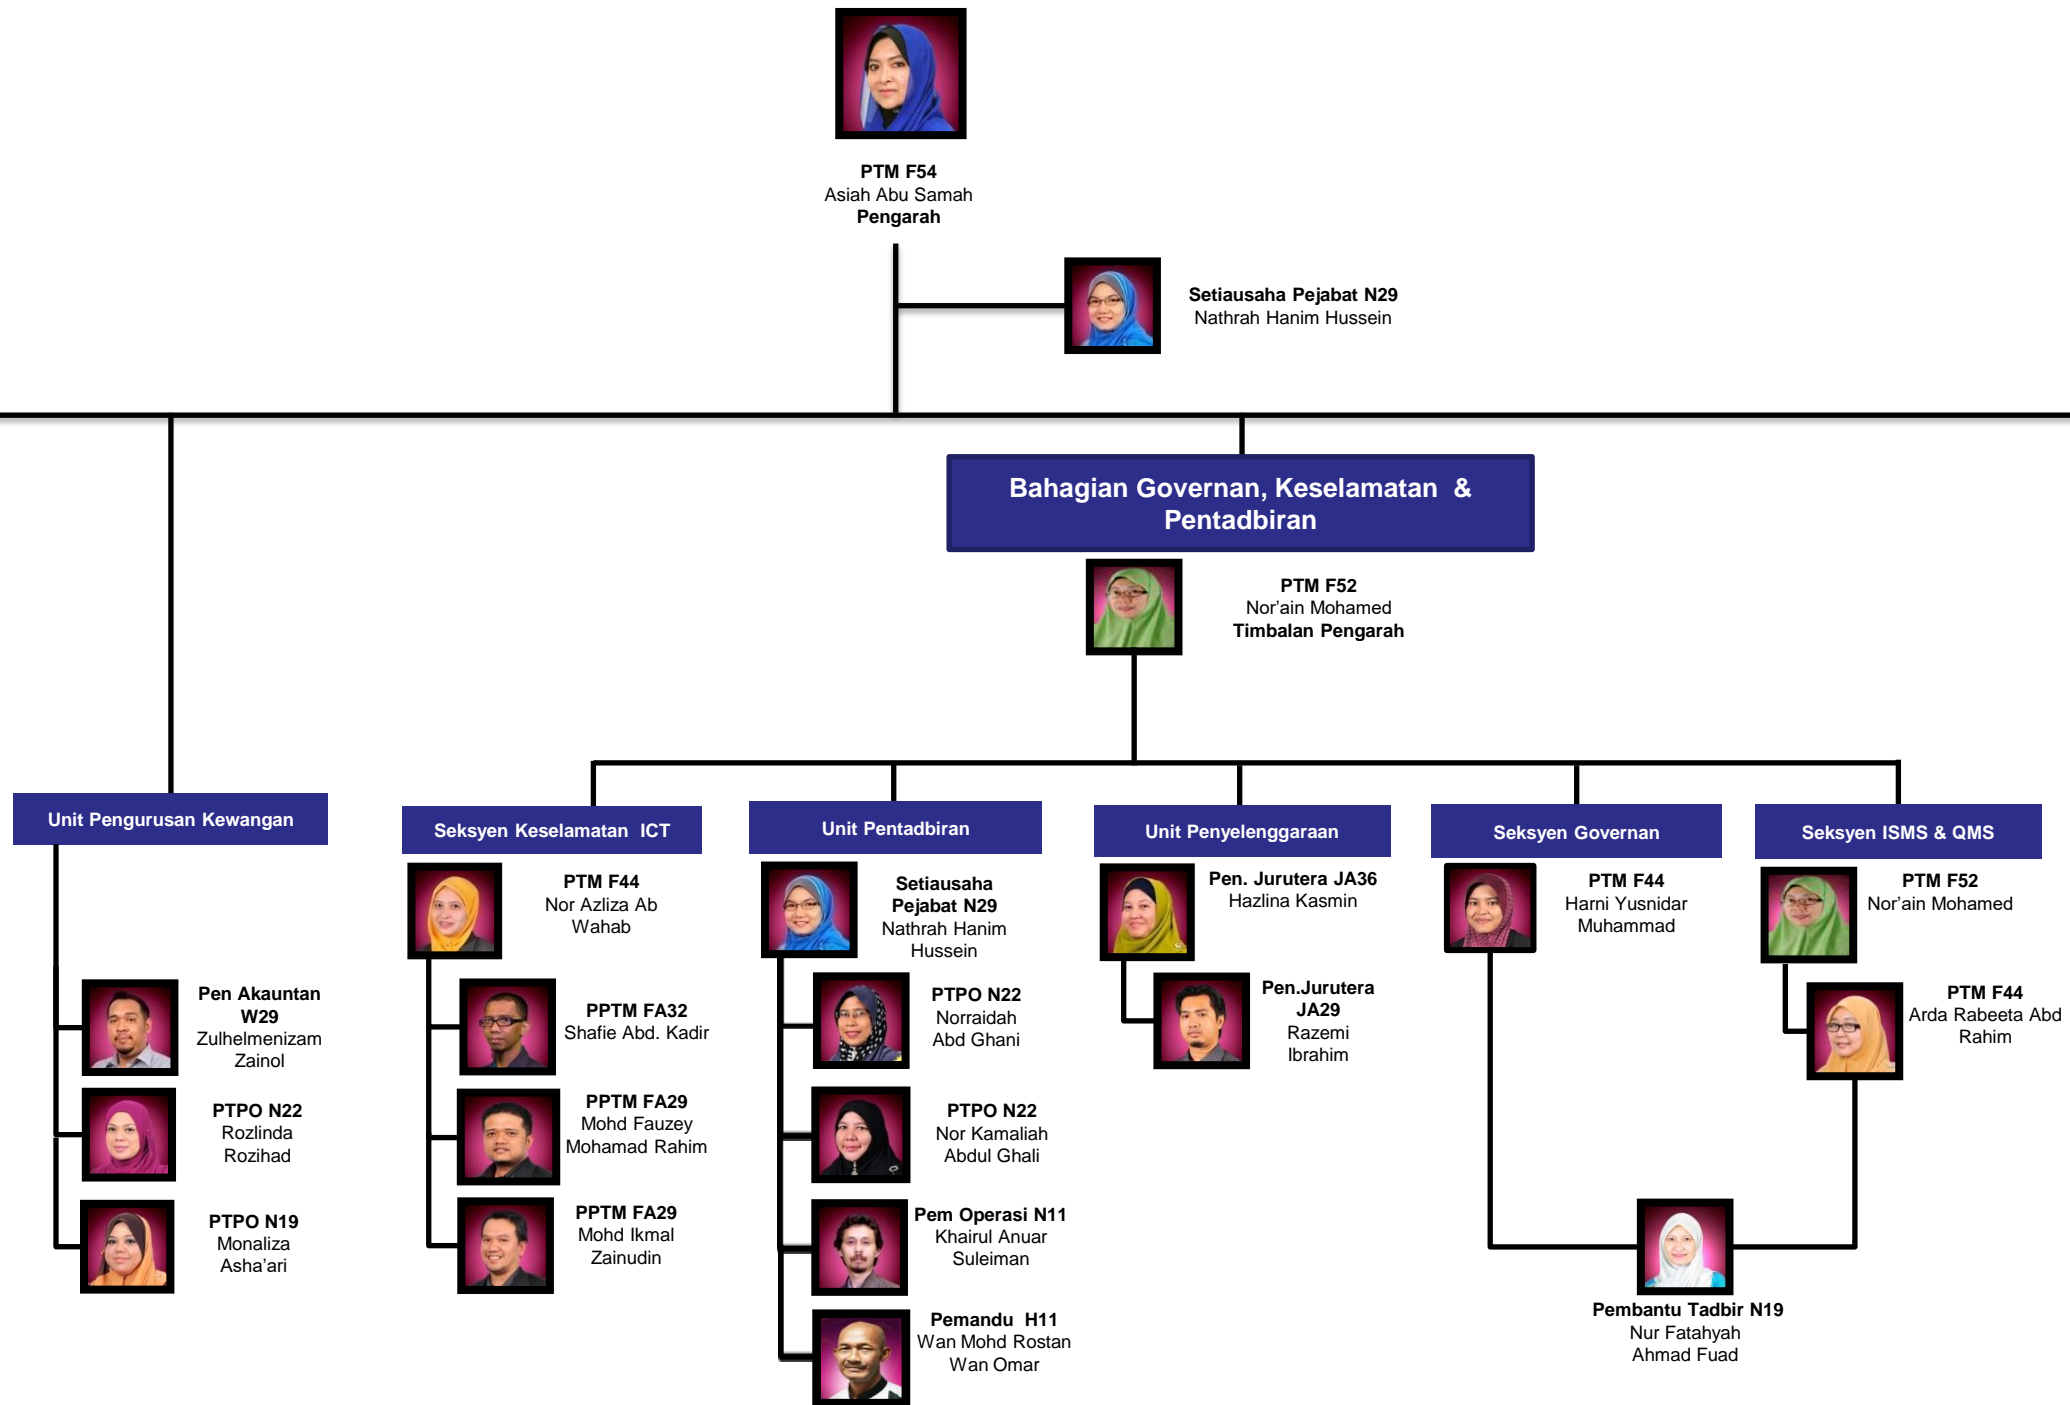 PTM F54
Asiah Abu Samah
Pengarah
Setiausaha Pejabat N29
Nathrah Hanim Hussein
Bahagian Governan, Keselamatan &
Pentadbiran
PTM F52
Nor’ain Mohamed
Timbalan Pengarah
Unit Pengurusan Kewangan
Pen Akauntan
W29
Zulhelmenizam
Zainol
PTPO N22
Rozlinda
Rozihad
PTPO N19
Monaliza
Asha’ari
Seksyen Keselamatan ICT
PTM F44
Nor Azliza Ab
Wahab
PPTM FA32
Shafie Abd. Kadir
PPTM FA29
Mohd Fauzey
Mohamad Rahim
PPTM FA29
Mohd Ikmal
Zainudin
Unit Pentadbiran
Setiausaha
Pejabat N29
Nathrah Hanim
Hussein
PTPO N22
Norraidah
Abd Ghani
PTPO N22
Nor Kamaliah
Abdul Ghali
Pem Operasi N11
Khairul Anuar
Suleiman
Pemandu H11
Wan Mohd Rostan
Wan Omar
Unit Penyelenggaraan
Pen. Jurutera JA36
Hazlina Kasmin
Pen.Jurutera
JA29
Razemi
Ibrahim
Seksyen Governan
PTM F44
Harni Yusnidar
Muhammad
Seksyen ISMS & QMS
PTM F52
Nor’ain Mohamed
PTM F44
Arda Rabeeta Abd
Rahim
Pembantu Tadbir N19
Nur Fatahyah
Ahmad Fuad